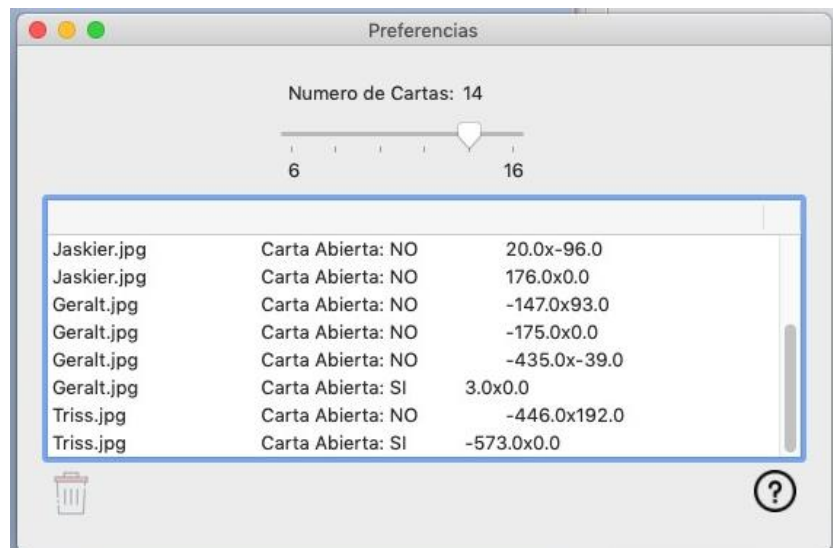 Preferencias
Numero de Cartas: 14
6 16
Jaskier.jpg Carta Abierta: NO 20.0x-96.0
Jaskier.jpg Carta Abierta: NO 176.0x0.0
Geralt.jpg Carta Abierta: NO -147.0x93.0
Geralt.jpg Carta Abierta: NO -175.0x0.0
Geralt.jpg Carta Abierta: NO -435.0x-39.0
Geralt.jpg Carta Abierta: SI 3.0x0.0
Triss.jpg Carta Abierta: NO -446.0x192.0
Triss.jpg Carta Abierta: SI -573.0x0.0
?